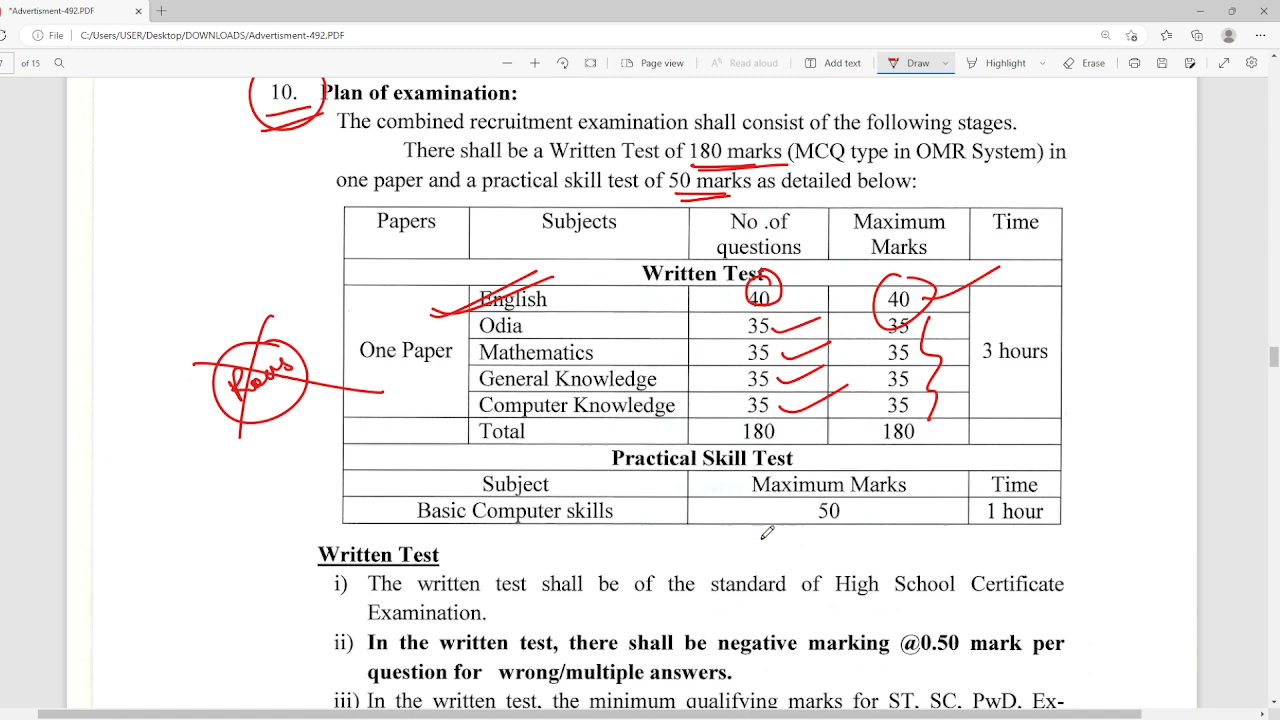 *Advertisment-492.PDF
File C:/Users/USER/Desktop/DOWNLOADS/Advertisment-492.PDF
of 15 Page view Read aloud Add text Draw Highlight Erase
10. Plan of examination:
The combined recruitment examination shall consist of the following stages.
There shall be a Written Test of 180 marks (MCQ type in OMR System) in
one paper and a practical skill test of 50 marks as detailed below:
Papers Subjects No .of questions Maximum Marks Time
Written Test
One Paper English 40 40 3 hours
Odia 35 35
Mathematics 35 35
General Knowledge 35 35
Computer Knowledge 35 35
Total 180 180
Practical Skill Test
Subject Maximum Marks Time
Basic Computer skills 50 1 hour
Written Test
i) The written test shall be of the standard of High School Certificate
Examination.
ii) In the written test, there shall be negative marking @0.50 mark per
question for wrong/multiple answers.
iii) In the written test, the minimum qualifying marks for ST, SC, PwD, Ex-